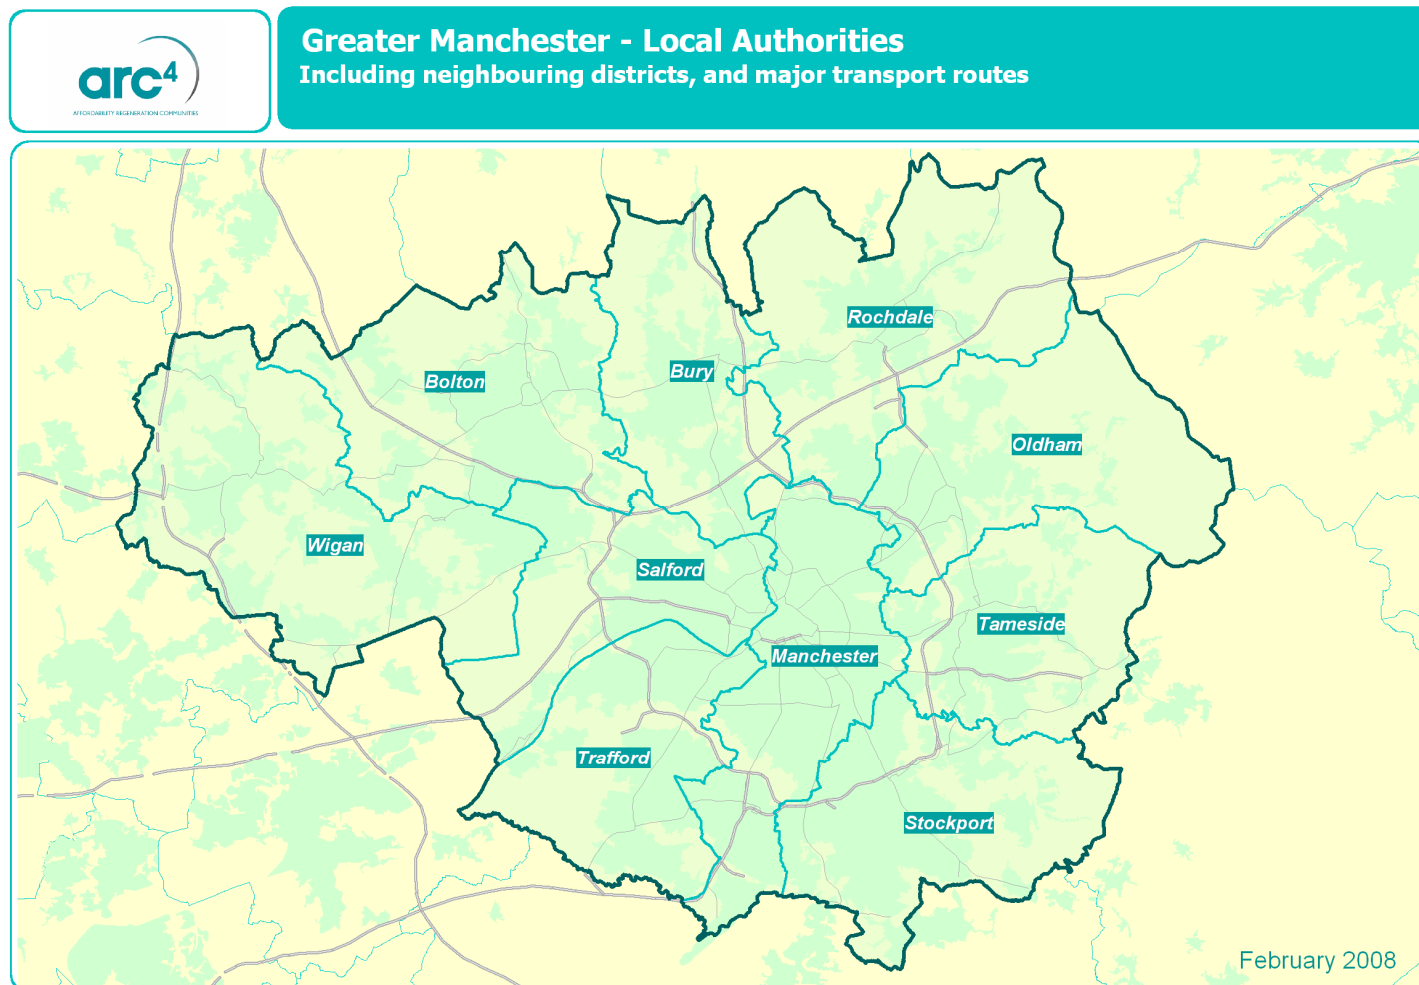 arc4
AFFORDABILITY REGENERATION COMMUNITIES
Greater Manchester - Local Authorities
Including neighbouring districts, and major transport routes
Rochdale
Bury
Bolton
Oldham
Wigan
Salford
Tameside
Manchester
Trafford
Stockport
February 2008